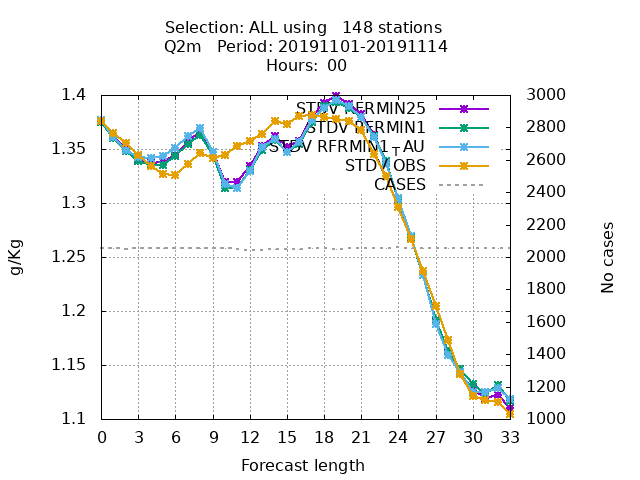 Selection: ALL using   148 stations
Q2m   Period: 20191101-20191114
Hours:  00
1.4
1.35
1.3
1.25
1.2
1.15
1.1
g/Kg
STDV RFRMIN25
STDV RFRMIN1
STDV RFRMIN1_TAU
STDV OBS
CASES
3000
2800
2600
2400
2200
2000
1800
1600
1400
1200
1000
No cases
0 3 6 9 12 15 18 21 24 27 30 33
Forecast length